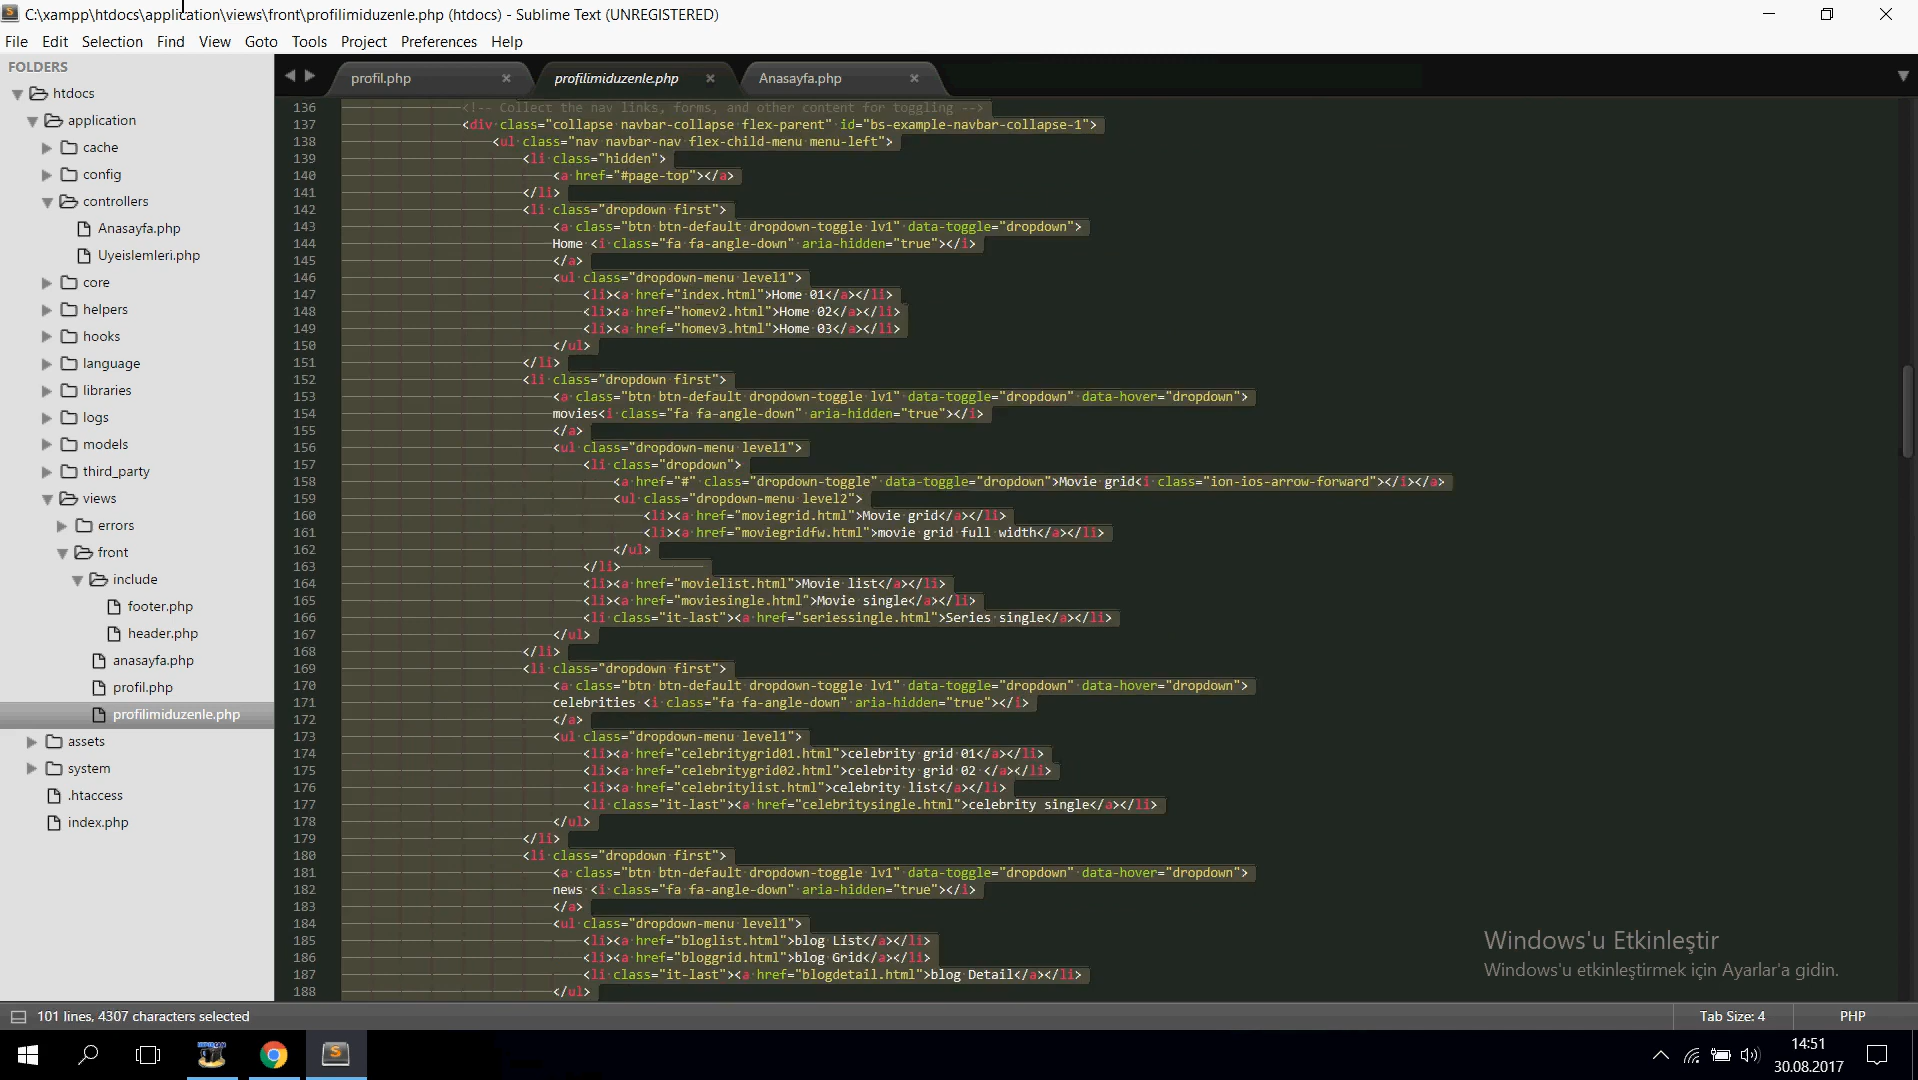 C:\xampp\htdocs\application\views\front\profilimiduzenle.php (htdocs) - Sublime Text (UNREGISTERED)
File Edit Selection Find View Goto Tools Project Preferences Help
FOLDERS
htdocs
application
cache
config
controllers
Anasayfa.php
Uyeislemleri.php
core
helpers
hooks
language
libraries
logs
models
third_party
views
errors
front
include
footer.php
header.php
anasayfa.php
profil.php
profilimiduzenle.php
assets
system
.htaccess
index.php
profil.php profilimiduzenle.php Anasayfa.php
136 <!-- Collect the nav links, forms, and other content for toggling -->
137 <div class="collapse navbar-collapse flex-parent" id="bs-example-navbar-collapse-1">
138 <ul class="nav navbar-nav flex-child-menu menu-left">
139 <li class="hidden">
140 <a href="#page-top"></a>
141 </li>
142 <li class="dropdown first">
143 <a class="btn btn-default dropdown-toggle lv1" data-toggle="dropdown">
144 Home <i class="fa fa-angle-down" aria-hidden="true"></i>
145 </a>
146 <ul class="dropdown-menu level1">
147 <li><a href="index.html">Home 01</a></li>
148 <li><a href="homev2.html">Home 02</a></li>
149 <li><a href="homev3.html">Home 03</a></li>
150 </ul>
151 </li>
152 <li class="dropdown first">
153 <a class="btn btn-default dropdown-toggle lv1" data-toggle="dropdown" data-hover="dropdown">
154 movies<i class="fa fa-angle-down" aria-hidden="true"></i>
155 </a>
156 <ul class="dropdown-menu level1">
157 <li class="dropdown">
158 <a href="#" class="dropdown-toggle" data-toggle="dropdown">Movie grid<i class="ion-ios-arrow-forward"></i></a>
159 <ul class="dropdown-menu level2">
160 <li><a href="moviegrid.html">Movie grid</a></li>
161 <li><a href="moviegridfw.html">movie grid full width</a></li>
162 </ul>
163 </li>
164 <li><a href="movielist.html">Movie list</a></li>
165 <li><a href="moviesingle.html">Movie single</a></li>
166 <li class="it-last"><a href="seriessingle.html">Series single</a></li>
167 </ul>
168 </li>
169 <li class="dropdown first">
170 <a class="btn btn-default dropdown-toggle lv1" data-toggle="dropdown" data-hover="dropdown">
171 celebrities <i class="fa fa-angle-down" aria-hidden="true"></i>
172 </a>
173 <ul class="dropdown-menu level1">
174 <li><a href="celebritygrid01.html">celebrity grid 01</a></li>
175 <li><a href="celebritygrid02.html">celebrity grid 02 </a></li>
176 <li><a href="celebritylist.html">celebrity list</a></li>
177 <li class="it-last"><a href="celebritysingle.html">celebrity single</a></li>
178 </ul>
179 </li>
180 <li class="dropdown first">
181 <a class="btn btn-default dropdown-toggle lv1" data-toggle="dropdown" data-hover="dropdown">
182 news <i class="fa fa-angle-down" aria-hidden="true"></i>
183 </a>
184 <ul class="dropdown-menu level1">
185 <li><a href="bloglist.html">blog List</a></li>
186 <li><a href="bloggrid.html">blog Grid</a></li>
187 <li class="it-last"><a href="blogdetail.html">blog Detail</a></li>
188 </ul>
Windows'u Etkinleştir
Windows'u etkinleştirmek için Ayarlar'a gidin.
101 lines, 4307 characters selected Tab Size: 4 PHP
14:51
30.08.2017